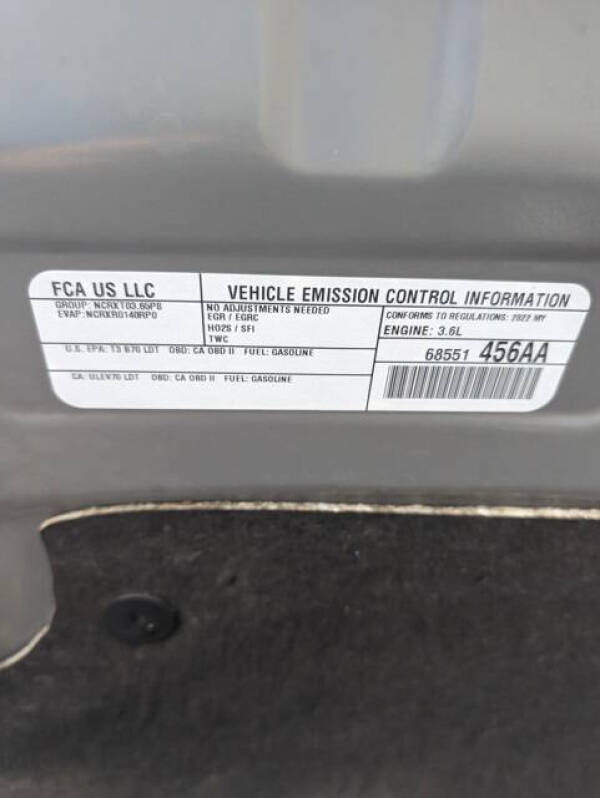 FCA US LLC
VEHICLE EMISSION CONTROL INFORMATION
GROUP: NCRXT03.65P8
EVAP: NCRXR0140RP0
NO ADJUSTMENTS NEEDED
EGR / EGRC
HO2S / SFI
TWC
CONFORMS TO REGULATIONS: 2022 MY
ENGINE: 3.6L
U.S. EPA: T3 B70 LDT OBD: CA OBD II FUEL: GASOLINE
CA: ULEV70 LDT OBD: CA OBD II FUEL: GASOLINE
68551 456AA